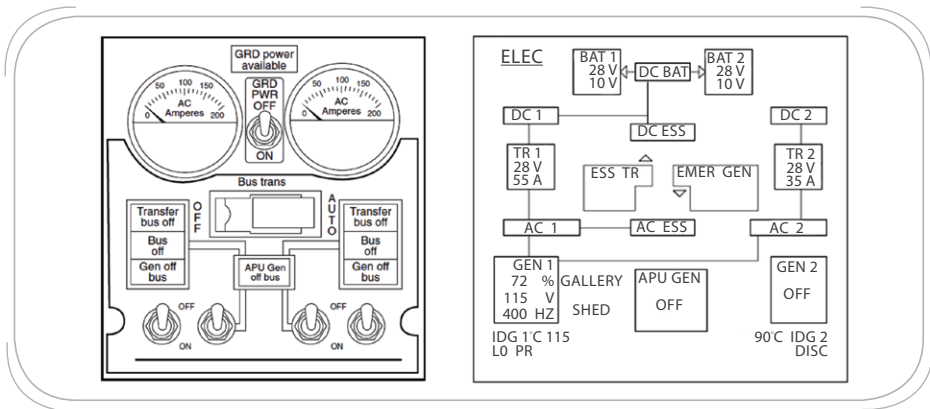 GRD power
available
50 100 150
0 AC 200
Amperes
GRD
PWR
OFF
ON
50 100 150
0 AC 200
Amperes
Bus trans
OFF
AUTO
Transfer
bus off
Bus
off
Gen off
bus
APU Gen
off bus
Transfer
bus off
Bus
off
Gen off
bus
OFF
ON
OFF
ON
ELEC
BAT 1
28 V
10 V
DC BAT
BAT 2
28 V
10 V
DC 1
DC ESS
DC 2
TR 1
28 V
55 A
ESS TR
EMER GEN
TR 2
28 V
35 A
AC 1
AC ESS
AC 2
GEN 1
72 %
115 V
400 HZ
GALLERY
SHED
APU GEN
OFF
GEN 2
OFF
IDG 1°C 115
L0 PR
90°C IDG 2
DISC